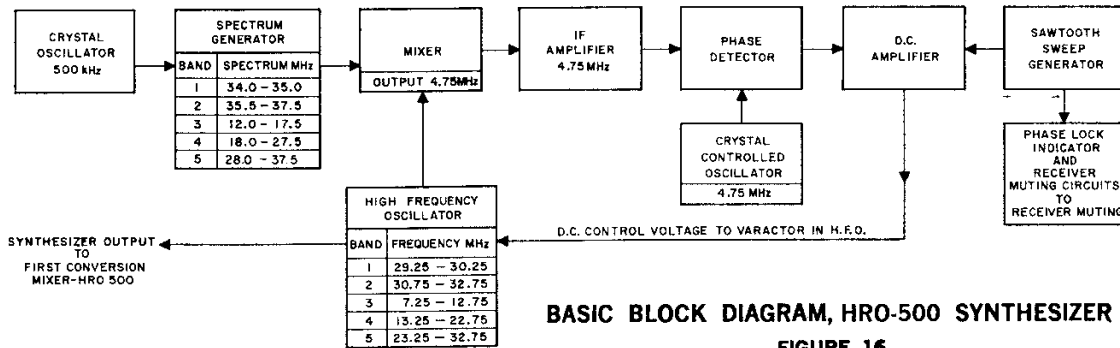 CRYSTAL
OSCILLATOR
500 kHz
SPECTRUM
GENERATOR
BAND SPECTRUM MHz
1 34.0 – 35.0
2 35.5 – 37.5
3 12.0 – 17.5
4 18.0 – 27.5
5 28.0 – 37.5
MIXER
OUTPUT 4.75MHz
IF
AMPLIFIER
4.75 MHz
PHASE
DETECTOR
D.C.
AMPLIFIER
SAWTOOTH
SWEEP
GENERATOR
CRYSTAL
CONTROLLED
OSCILLATOR
4.75 MHz
PHASE LOCK
INDICATOR
AND
RECEIVER
MUTING CIRCUITS
TO
RECEIVER MUTING
HIGH FREQUENCY
OSCILLATOR
BAND FREQUENCY MHz
1 29.25 – 30.25
2 30.75 – 32.75
3 7.25 – 12.75
4 13.25 – 22.75
5 23.25 – 32.75
D.C. CONTROL VOLTAGE TO VARACTOR IN H.F.O.
SYNTHESIZER OUTPUT
TO
FIRST CONVERSION
MIXER-HRO 500
BASIC BLOCK DIAGRAM, HRO-500 SYNTHESIZER
FIGURE